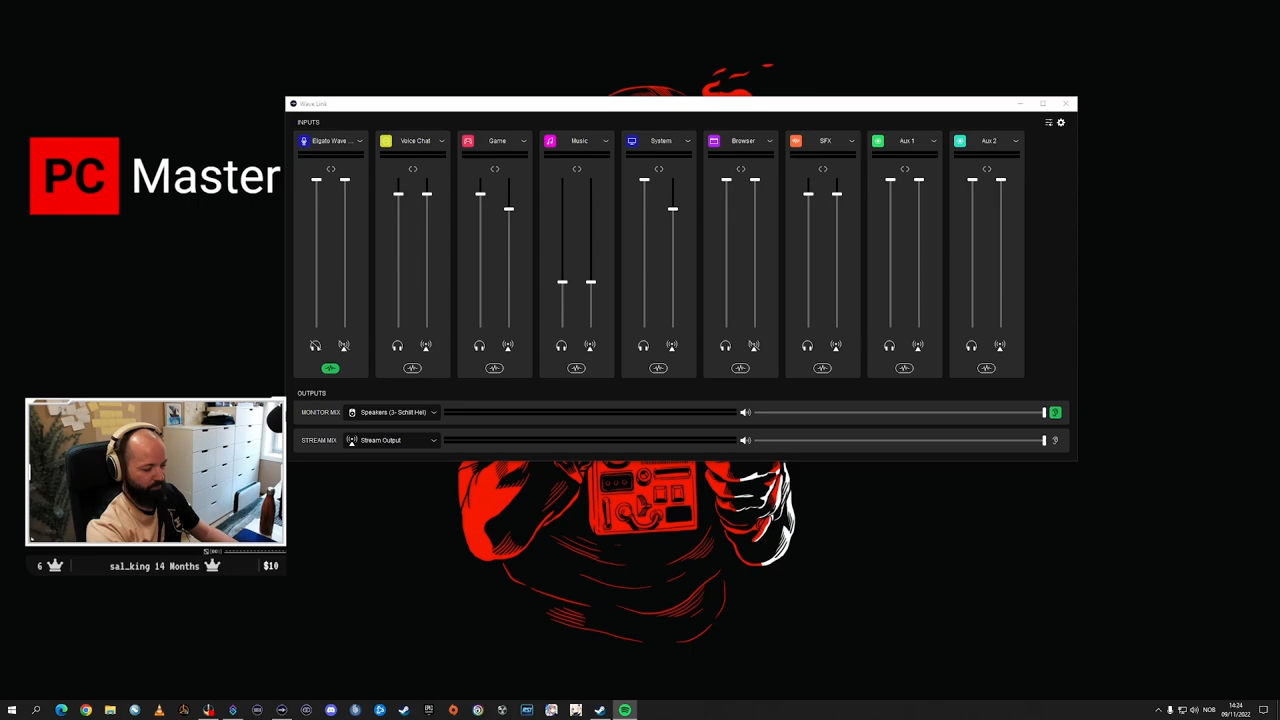 Wave Link
INPUTS
Elgato Wave ...
Voice Chat
Game
Music
System
Browser
SFX
Aux 1
Aux 2
PC Master
OUTPUTS
MONITOR MIX
Speakers (3- Schiit Hel)
STREAM MIX
Stream Output
6
sal_king 14 Months
$10
NOB
14:24
09/11/2022